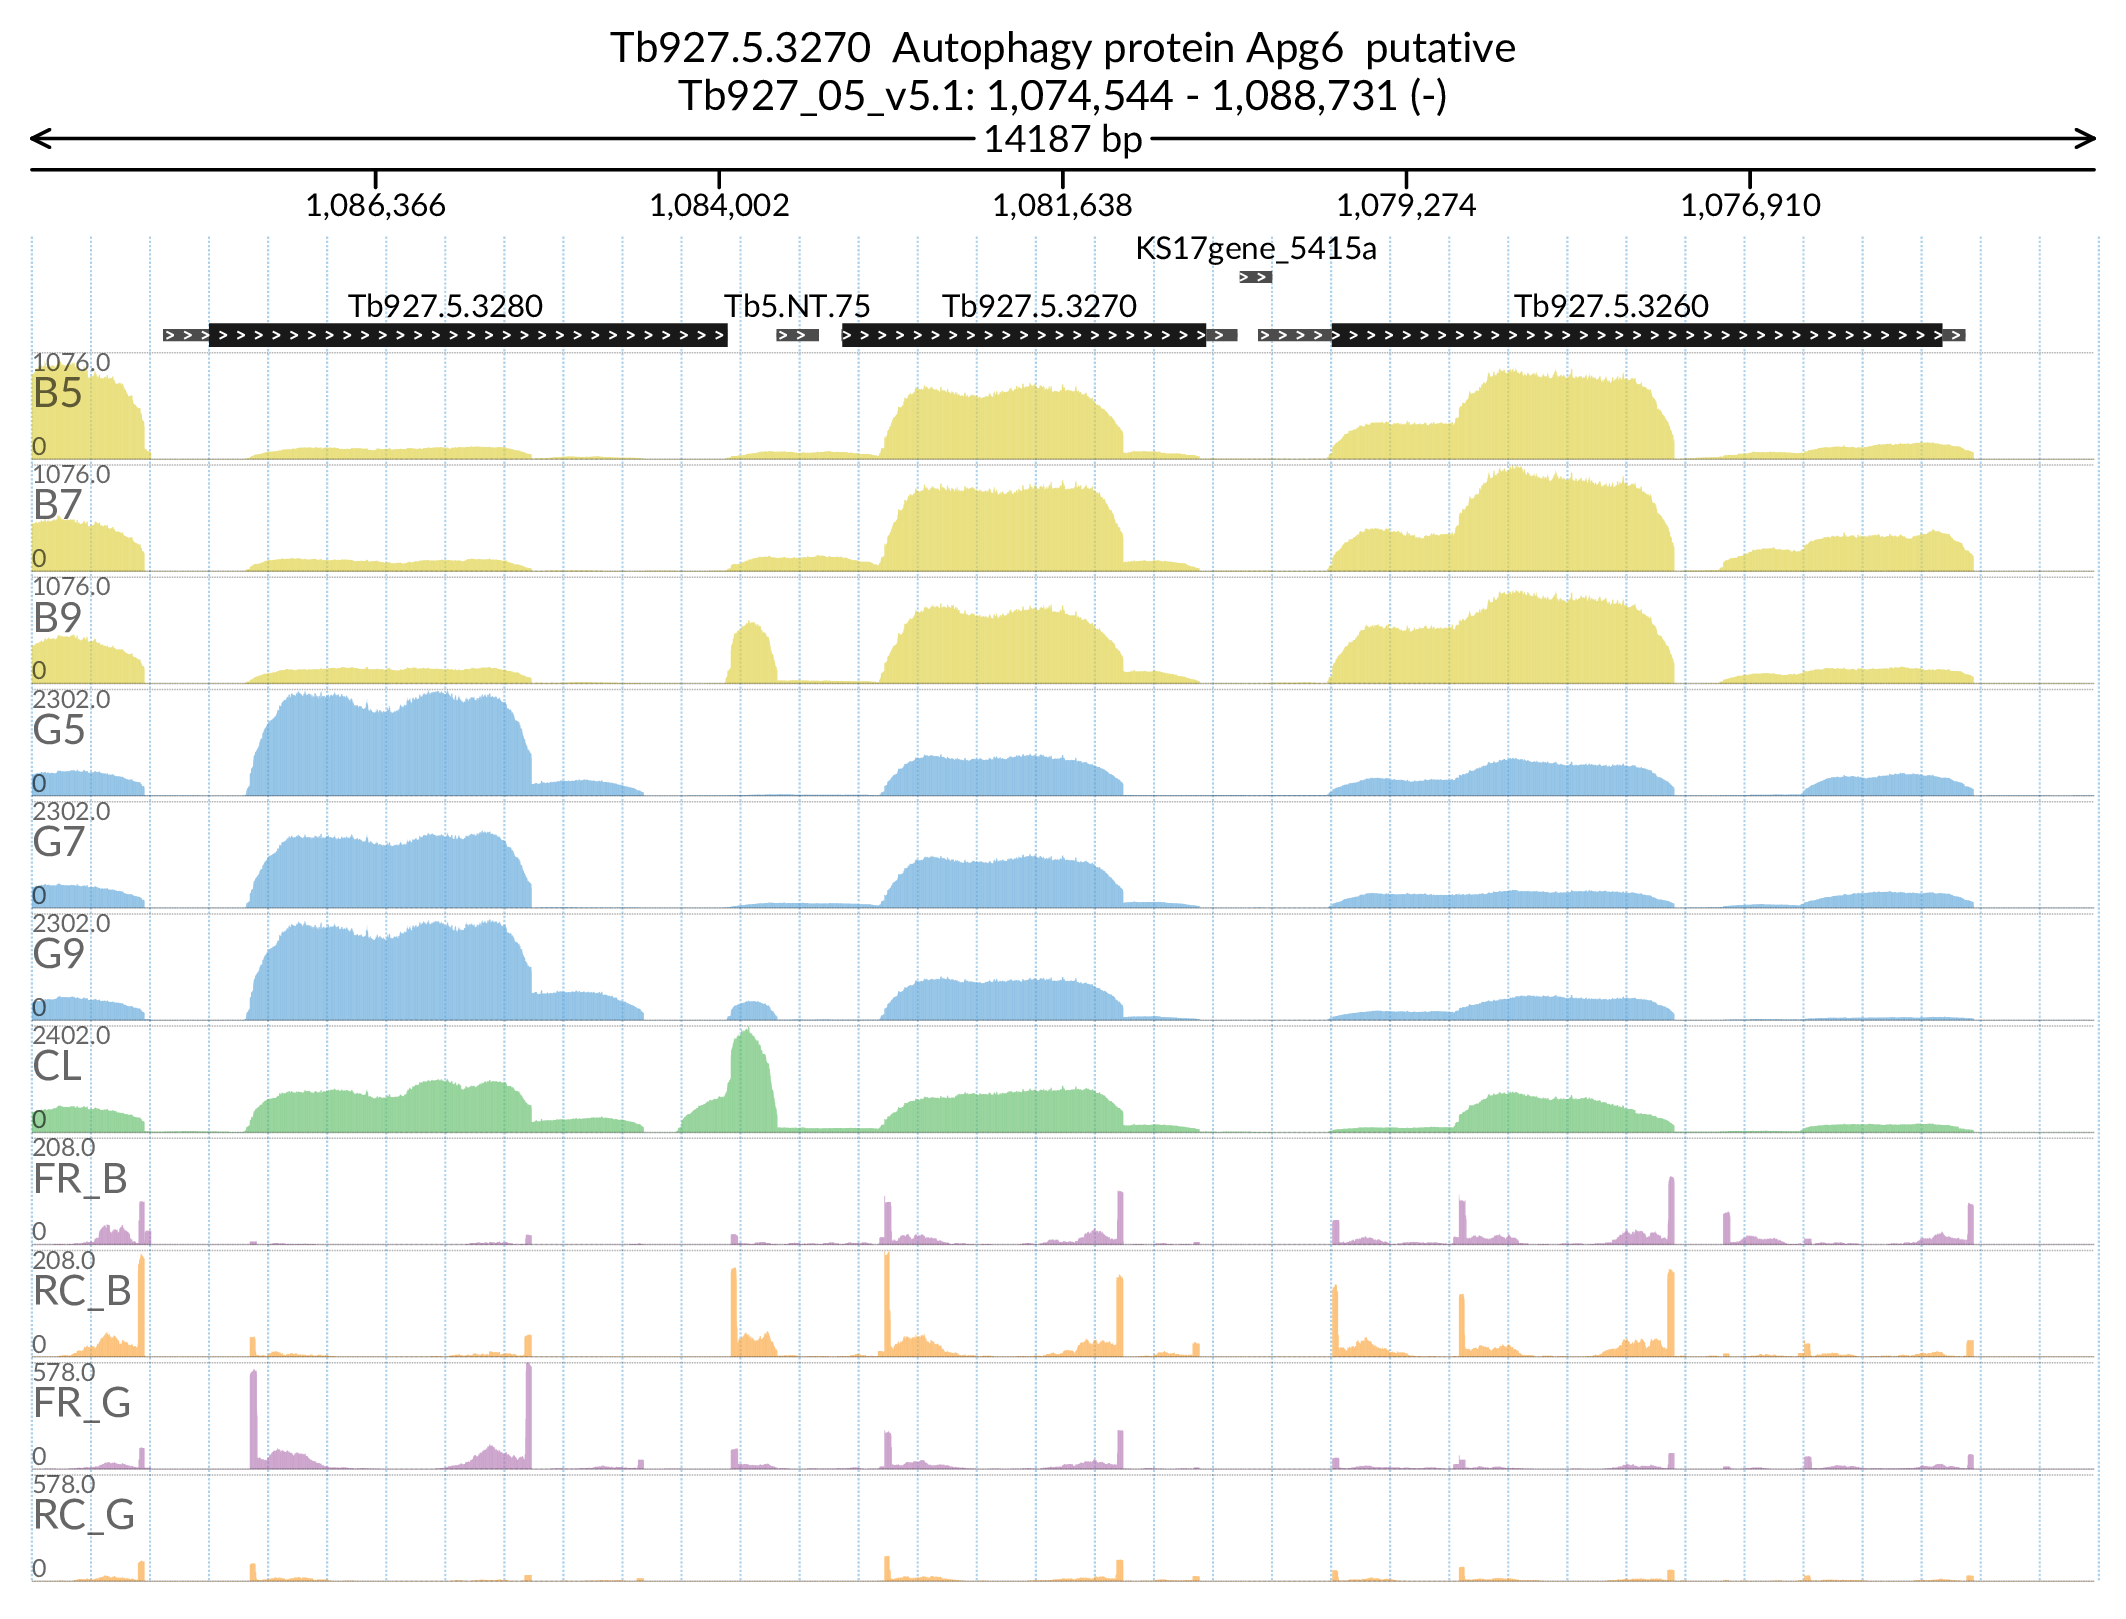 Tb927.5.3270 Autophagy protein Apg6 putative
Tb927_05_v5.1: 1,074,544 - 1,088,731 (-)
14187 bp
1,086,366 1,084,002 1,081,638 1,079,274 1,076,910
KS17gene_5415a
Tb927.5.3280 Tb5.NT.75 Tb927.5.3270 Tb927.5.3260
1076.0
B5
0
1076.0
B7
0
1076.0
B9
0
2302.0
G5
0
2302.0
G7
0
2302.0
G9
0
2402.0
CL
0
208.0
FR_B
0
208.0
RC_B
0
578.0
FR_G
0
578.0
RC_G
0